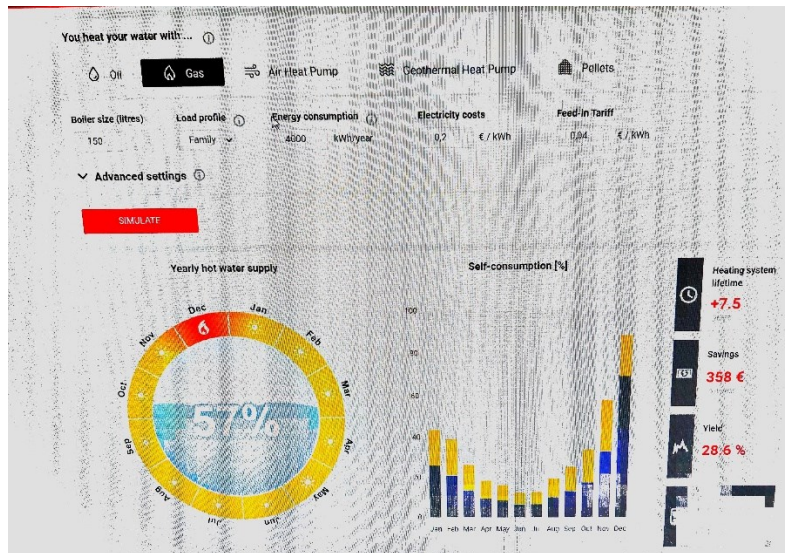 You heat your water with ...
Oil
Gas
Air Heat Pump
Geothermal Heat Pump
Pellets
Boiler size (litres)
Load profile
Energy consumption
Electricity costs
Feed-In Tariff
150
Family
4000
kWh/year
0,2
€ / kWh
0,04
€ / kWh
Advanced settings
SIMULATE
Yearly hot water supply
Dec
Jan
Feb
Mar
Apr
May
Jun
Jul
Aug
Sep
Oct
Nov
57%
Self-consumption [%]
100
80
60
40
20
0
Jan Feb Mar Apr May Jun Jul Aug Sep Oct Nov Dec
Heating system
lifetime
+7.5
years
Savings
358 €
Yield
28.6 %